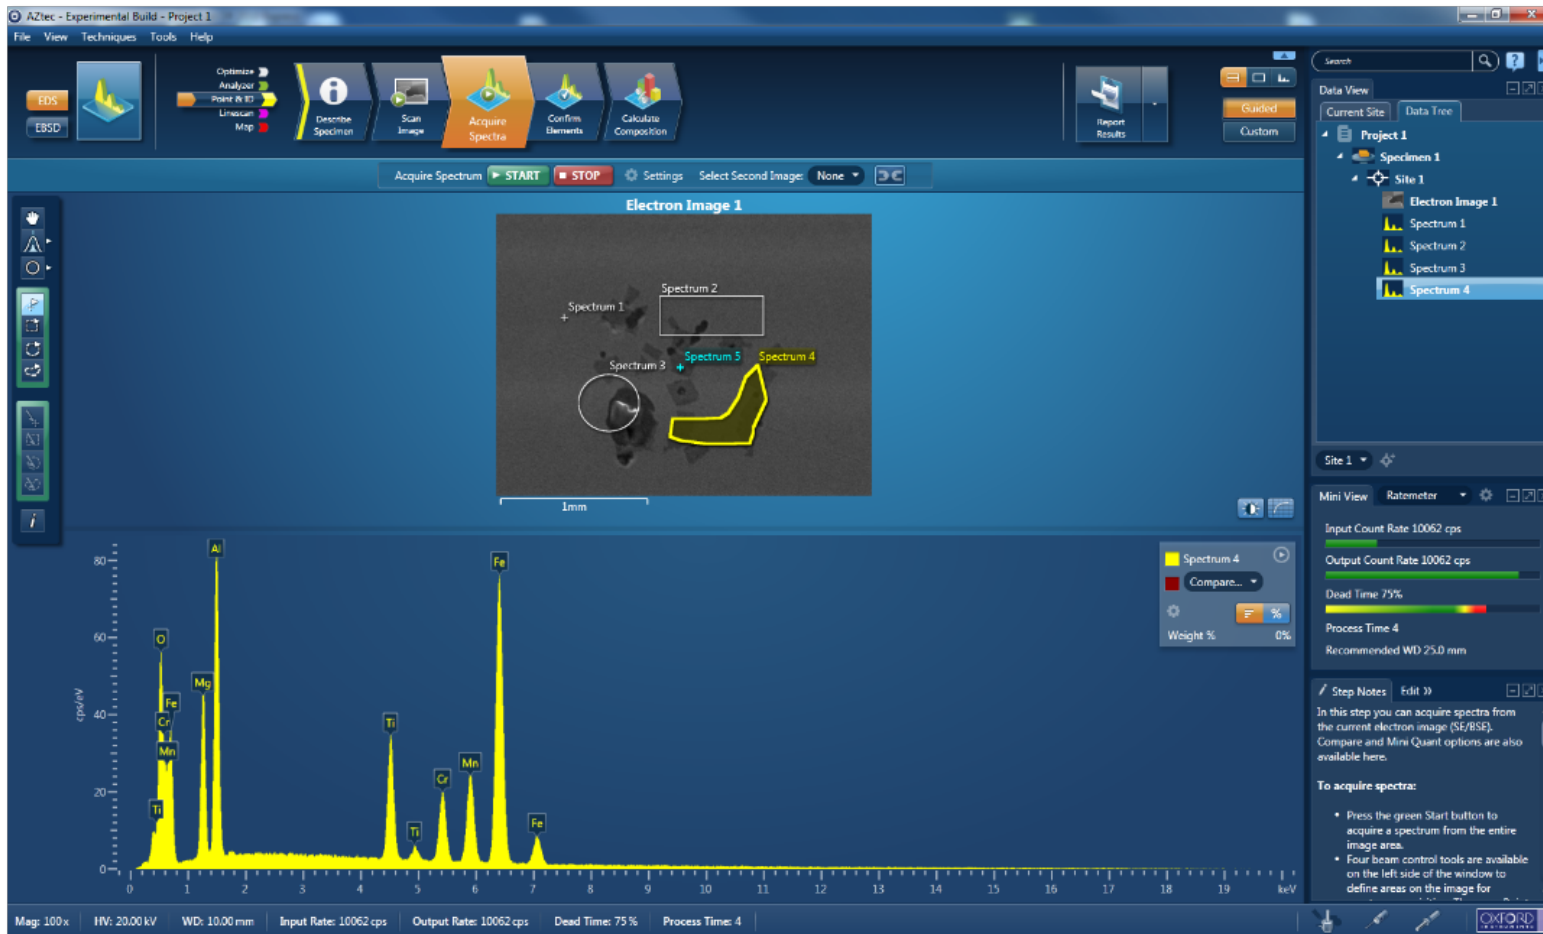 AZtec - Experimental Build - Project 1
File View Techniques Tools Help
EDS
EBSD
Optimize
Analyzer
Point & ID
Linescan
Map
Describe Specimen
Scan Image
Acquire Spectra
Confirm Elements
Calculate Composition
Report Results
Guided
Custom
Acquire Spectrum START STOP Settings Select Second Image: None
Electron Image 1
Spectrum 2
Spectrum 1
Spectrum 5 Spectrum 4
Spectrum 3
1mm
cps/eV
80
60
40
20
0
Al
Fe
O
Mg
Fe
Cr
Mn
Ti
Ti
Ti
Cr
Mn
Fe
0 1 2 3 4 5 6 7 8 9 10 11 12 13 14 15 16 17 18 19 keV
Spectrum 4
Compare...
%
Weight % 0%
Search
?
Data View
Current Site Data Tree
Project 1
Specimen 1
Site 1
Electron Image 1
Spectrum 1
Spectrum 2
Spectrum 3
Spectrum 4
Site 1
Mini View Ratemeter
Input Count Rate 10062 cps
Output Count Rate 10062 cps
Dead Time 75%
Process Time 4
Recommended WD 25.0 mm
Step Notes Edit »
In this step you can acquire spectra from
the current electron image (SE/BSE).
Compare and Mini Quant options are also
available here.
To acquire spectra:
• Press the green Start button to
acquire a spectrum from the entire
image area.
• Four beam control tools are available
on the left side of the window to
define areas on the image for
Mag: 100 x HV: 20.00 kV WD: 10.00 mm Input Rate: 10062 cps Output Rate: 10062 cps Dead Time: 75 % Process Time: 4
OXFORD